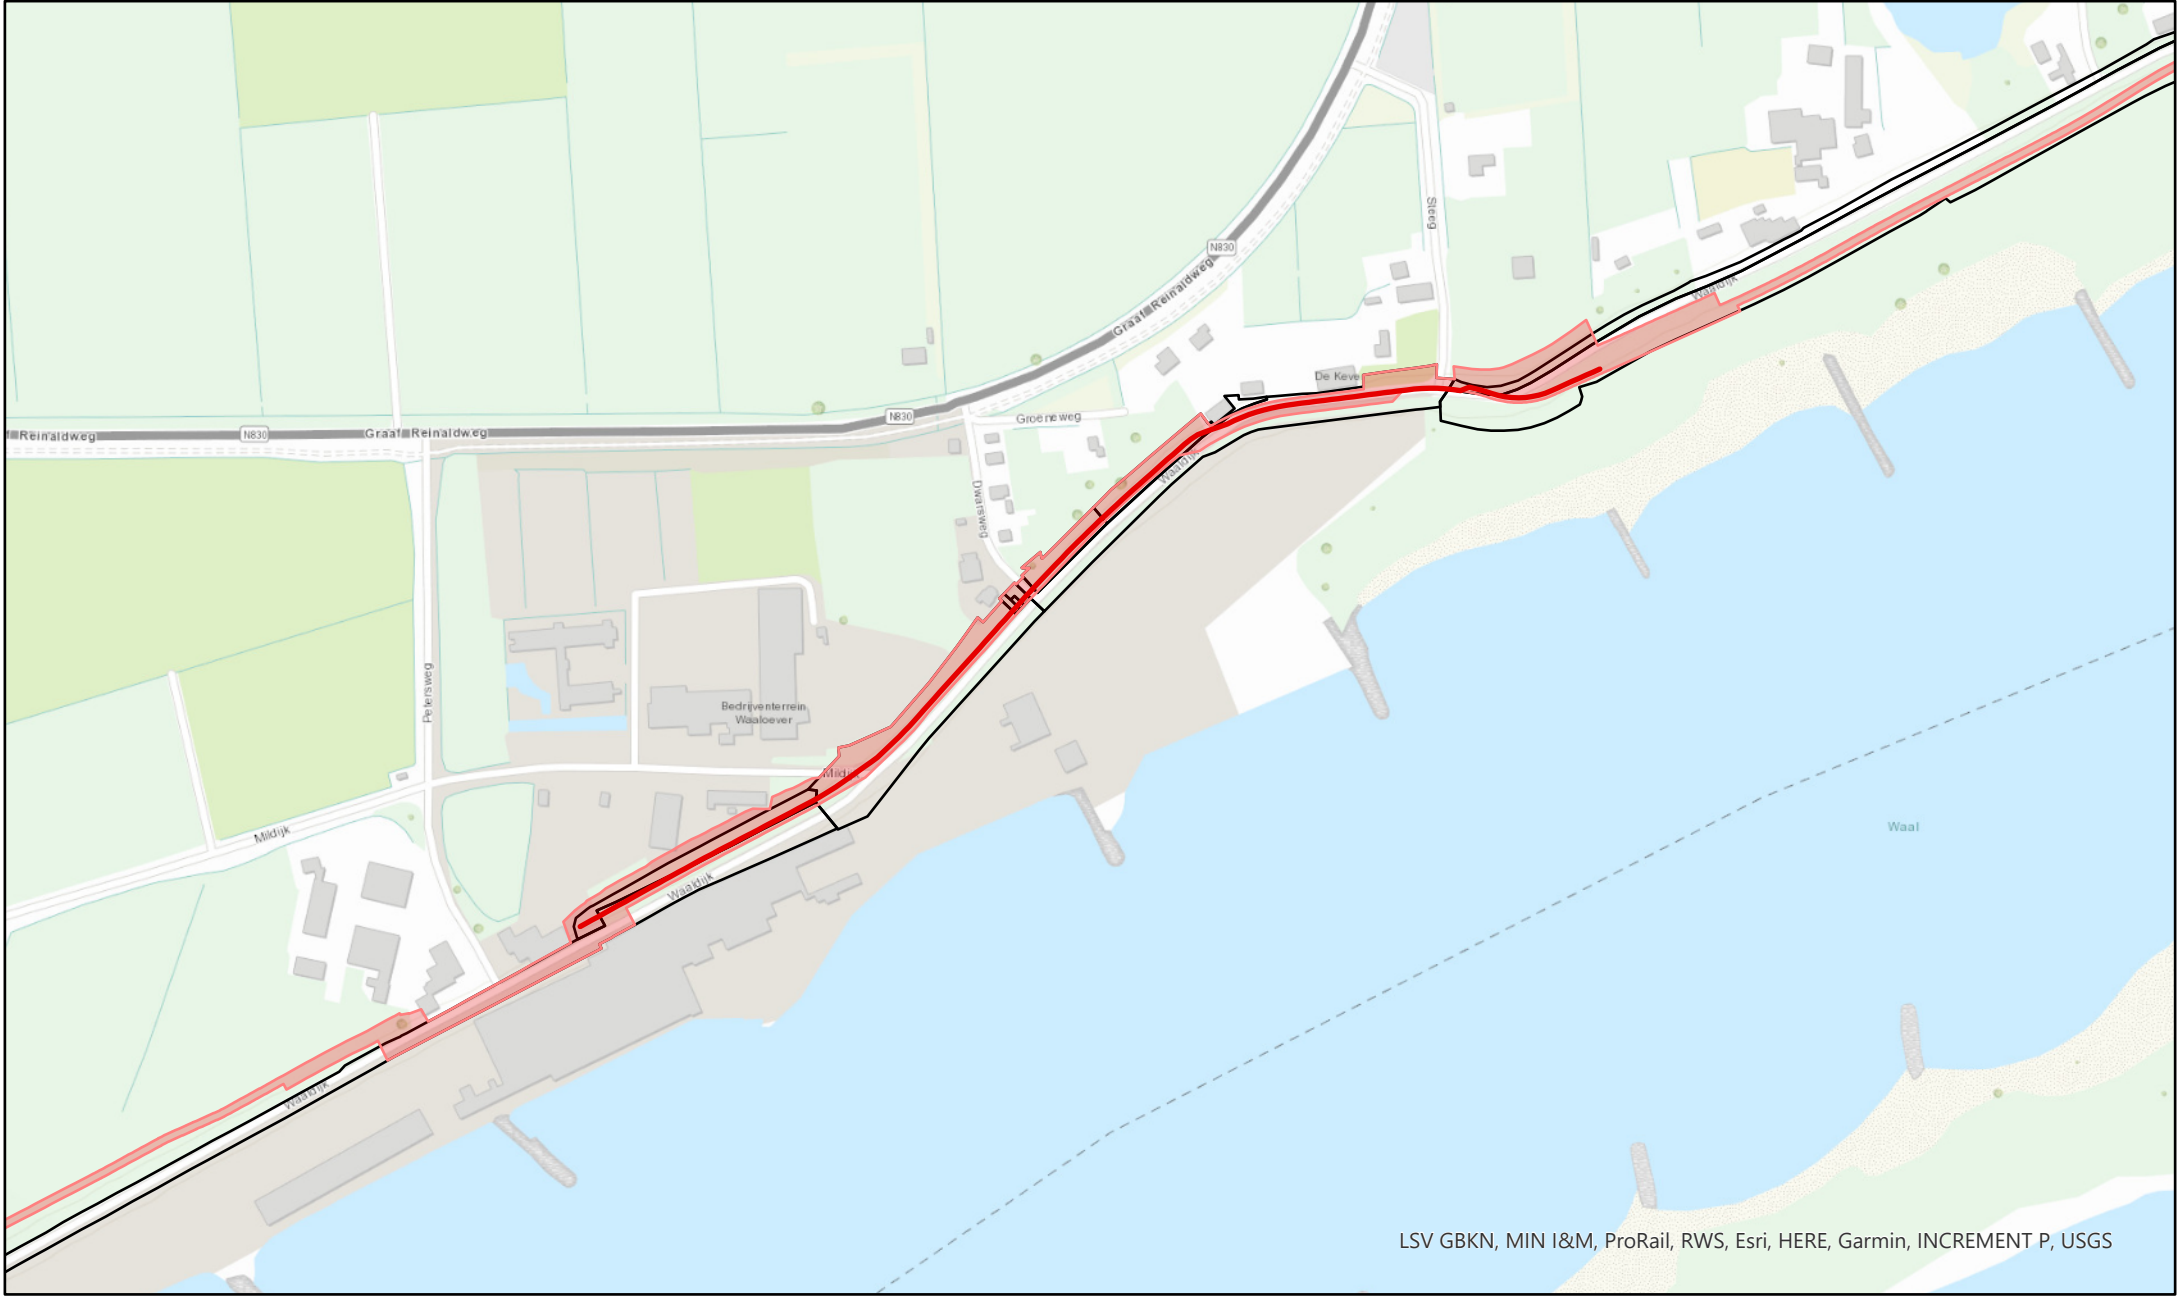 Steeg
N830
Graaf Reinaldweg
Waaldijk
De Keve
N830
Groeneweg
f Reinaldweg
N830
Graaf Reinaldweg
Waaldij
Dwarsweg
Petersweg
Bedrijventerrein
Waaloever
Mildijk
Mildijk
Waal
Waaldijk
Waaldijk
LSV GBKN, MIN I&M, ProRail, RWS, Esri, HERE, Garmin, INCREMENT P, USGS